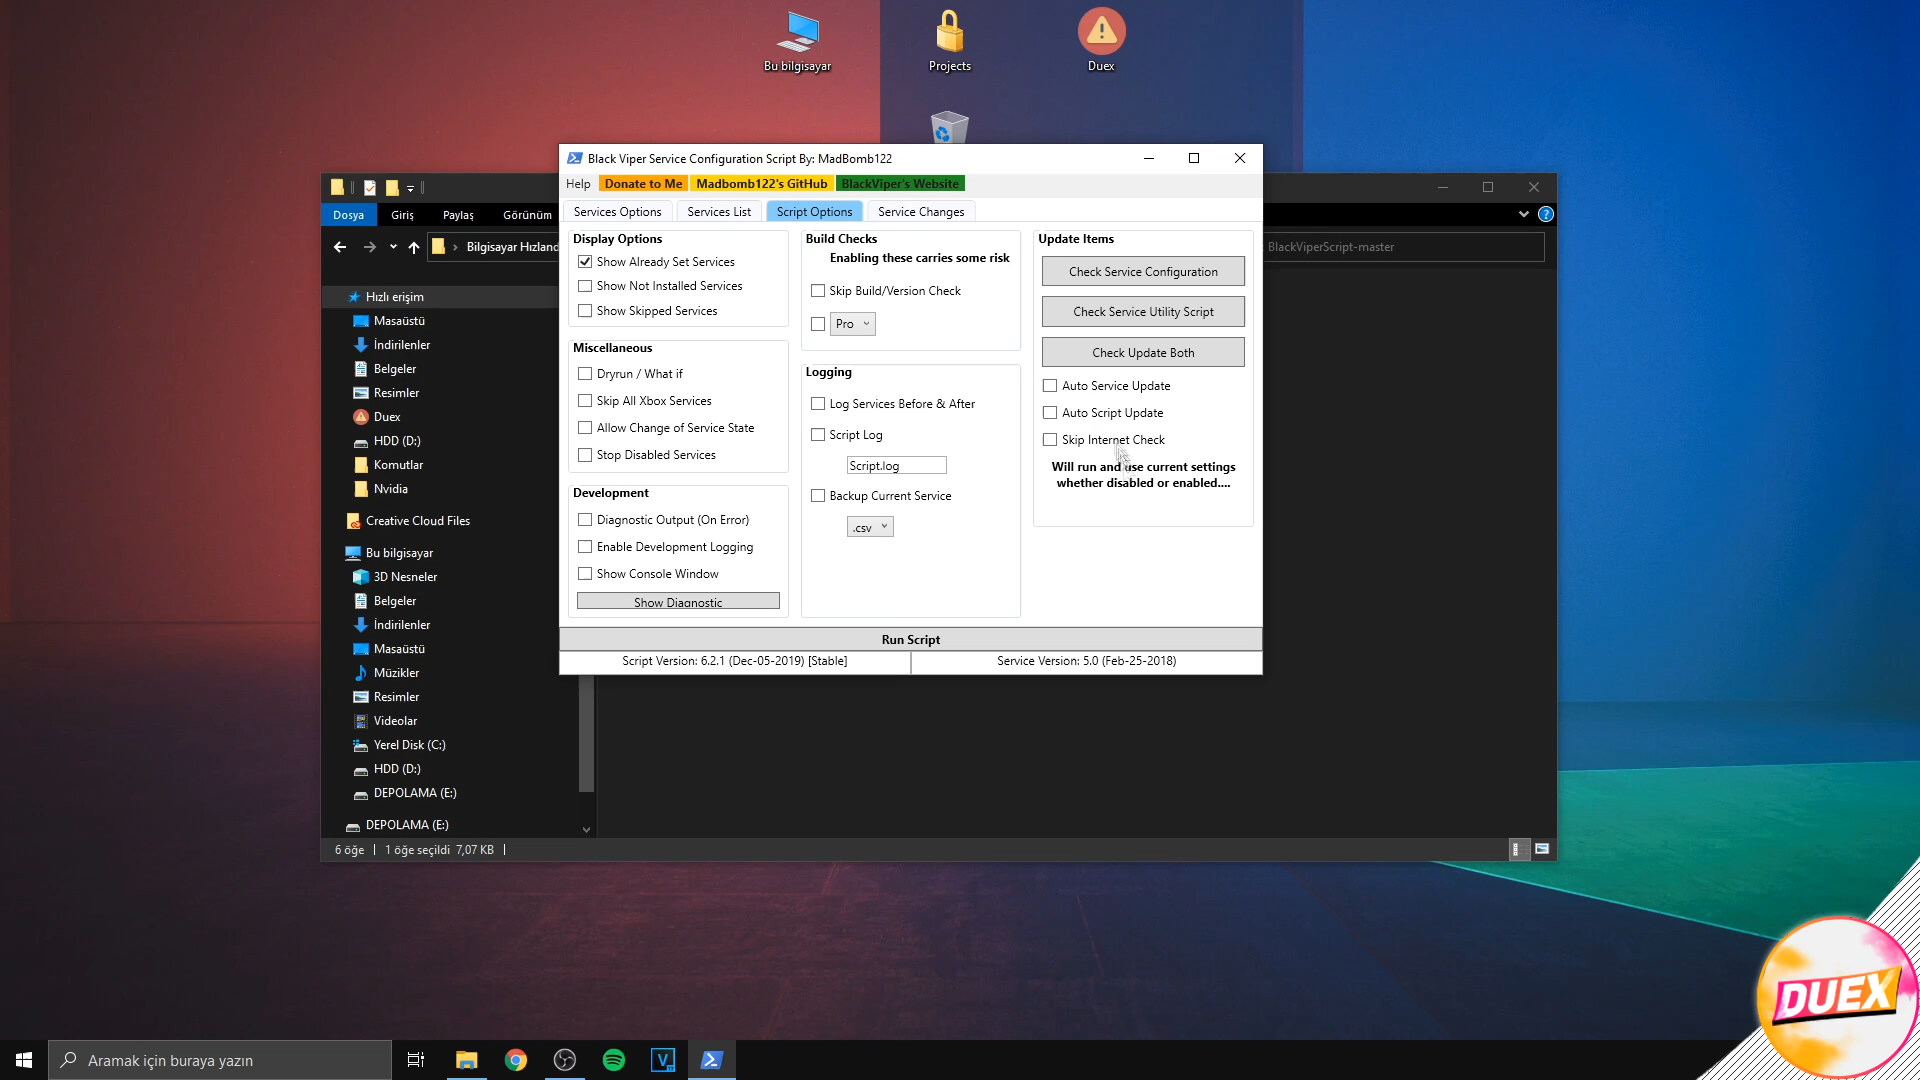 Bu bilgisayar
Projects
Duex
Black Viper Service Configuration Script By: MadBomb122
Help
Donate to Me
Madbomb122's GitHub
BlackViper's Website
Services Options
Services List
Script Options
Service Changes
Display Options
Show Already Set Services
Show Not Installed Services
Show Skipped Services
Miscellaneous
Dryrun / What if
Skip All Xbox Services
Allow Change of Service State
Stop Disabled Services
Development
Diagnostic Output (On Error)
Enable Development Logging
Show Console Window
Show Diagnostic
Build Checks
Enabling these carries some risk
Skip Build/Version Check
Pro
Logging
Log Services Before & After
Script Log
Script.log
Backup Current Service
.csv
Update Items
Check Service Configuration
Check Service Utility Script
Check Update Both
Auto Service Update
Auto Script Update
Skip Internet Check
Will run and use current settings
whether disabled or enabled....
Run Script
Script Version: 6.2.1 (Dec-05-2019) [Stable]
Service Version: 5.0 (Feb-25-2018)
Dosya
Giriş
Paylaş
Görünüm
Bilgisayar Hızland
BlackViperScript-master
Hızlı erişim
Masaüstü
İndirilenler
Belgeler
Resimler
Duex
HDD (D:)
Komutlar
Nvidia
Creative Cloud Files
Bu bilgisayar
3D Nesneler
Belgeler
İndirilenler
Masaüstü
Müzikler
Resimler
Videolar
Yerel Disk (C:)
HDD (D:)
DEPOLAMA (E:)
DEPOLAMA (E:)
6 öğe
1 öğe seçildi 7,07 KB
Aramak için buraya yazın
DUEX